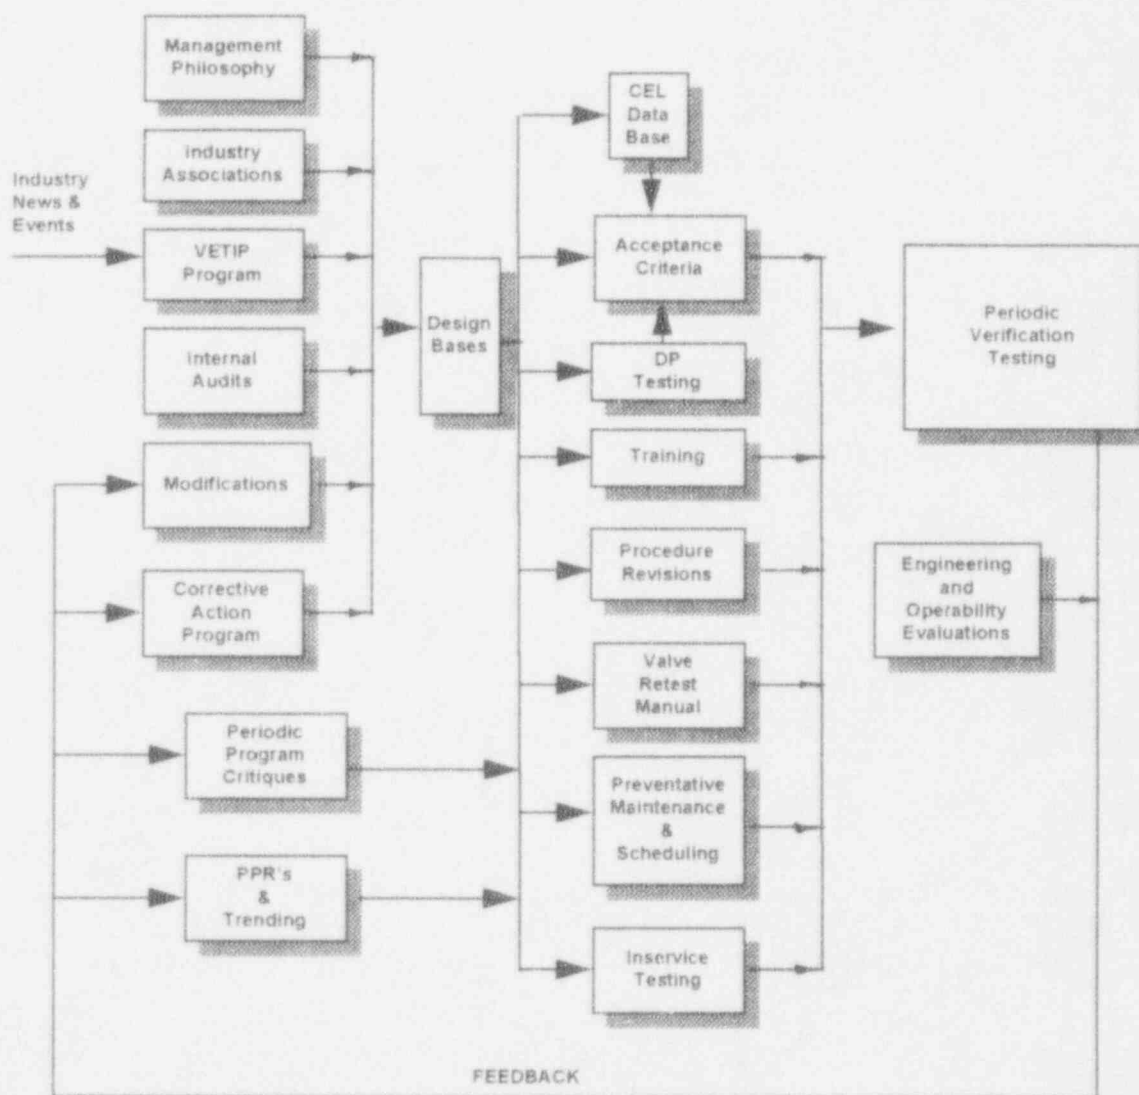 Management
Philosophy
Industry
Associations
Industry
News &
Events
VETIP
Program
Internal
Audits
Modifications
Corrective
Action
Program
Periodic
Program
Critiques
PPR's
&
Trending
Design
Bases
CEL
Data
Base
Acceptance
Criteria
DP
Testing
Training
Procedure
Revisions
Valve
Retest
Manual
Preventative
Maintenance
&
Scheduling
Inservice
Testing
Periodic
Verification
Testing
Engineering
and
Operability
Evaluations
FEEDBACK